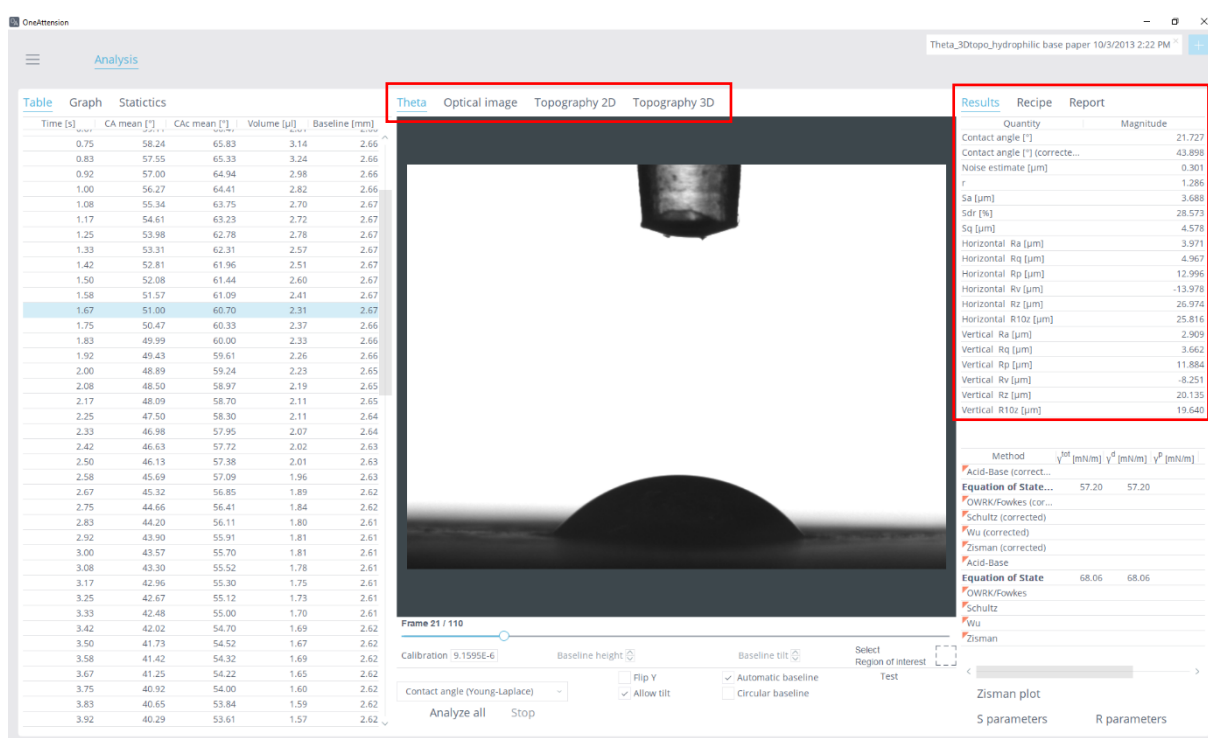 OneAttension
Theta_3Dtopo_hydrophilic base paper 10/3/2013 2:22 PM
Analysis
Table Graph Statictics
Time [s] CA mean [°] CAc mean [°] Volume [µl] Baseline [mm]
0.75 58.24 65.83 3.14 2.66
0.83 57.55 65.33 3.24 2.66
0.92 57.00 64.94 2.98 2.66
1.00 56.27 64.41 2.82 2.66
1.08 55.34 63.75 2.70 2.67
1.17 54.61 63.23 2.72 2.67
1.25 53.98 62.78 2.78 2.67
1.33 53.31 62.31 2.57 2.67
1.42 52.81 61.96 2.51 2.67
1.50 52.08 61.44 2.60 2.67
1.58 51.57 61.09 2.41 2.67
1.67 51.00 60.70 2.31 2.67
1.75 50.47 60.33 2.37 2.66
1.83 49.99 60.00 2.33 2.66
1.92 49.43 59.61 2.26 2.66
2.00 48.89 59.24 2.23 2.65
2.08 48.50 58.97 2.19 2.65
2.17 48.09 58.70 2.11 2.65
2.25 47.50 58.30 2.11 2.64
2.33 46.98 57.95 2.07 2.64
2.42 46.63 57.72 2.02 2.63
2.50 46.13 57.38 2.01 2.63
2.58 45.69 57.09 1.96 2.63
2.67 45.32 56.85 1.89 2.62
2.75 44.66 56.41 1.84 2.62
2.83 44.20 56.11 1.80 2.61
2.92 43.90 55.91 1.81 2.61
3.00 43.57 55.70 1.81 2.61
3.08 43.30 55.52 1.78 2.61
3.17 42.96 55.30 1.75 2.61
3.25 42.67 55.12 1.73 2.61
3.33 42.48 55.00 1.70 2.61
3.42 42.02 54.70 1.69 2.62
3.50 41.73 54.52 1.67 2.62
3.58 41.42 54.32 1.69 2.62
3.67 41.25 54.22 1.65 2.62
3.75 40.92 54.00 1.60 2.62
3.83 40.65 53.84 1.59 2.62
3.92 40.29 53.61 1.57 2.62
Theta Optical image Topography 2D Topography 3D
Frame 21 / 110
Calibration 9.1595E-6 Baseline height Baseline tilt Select
Region of interest
Flip Y Automatic baseline Test
Contact angle (Young-Laplace) Allow tilt Circular baseline
Analyze all Stop
Results Recipe Report
Quantity Magnitude
Contact angle [°] 21.727
Contact angle [°] (correcte... 43.898
Noise estimate [µm] 0.301
r 1.286
Sa [µm] 3.688
Sdr [%] 28.573
Sq [µm] 4.578
Horizontal Ra [µm] 3.971
Horizontal Rq [µm] 4.967
Horizontal Rp [µm] 12.996
Horizontal Rv [µm] -13.978
Horizontal Rz [µm] 26.974
Horizontal R10z [µm] 25.816
Vertical Ra [µm] 2.909
Vertical Rq [µm] 3.662
Vertical Rp [µm] 11.884
Vertical Rv [µm] -8.251
Vertical Rz [µm] 20.135
Vertical R10z [µm] 19.640
Method γtot [mN/m] γd [mN/m] γp [mN/m]
Acid-Base (correct...
Equation of State... 57.20 57.20
OWRK/Fowkes (cor...
Schultz (corrected)
Wu (corrected)
Zisman (corrected)
Acid-Base
Equation of State 68.06 68.06
OWRK/Fowkes
Schultz
Wu
Zisman
Zisman plot
S parameters R parameters